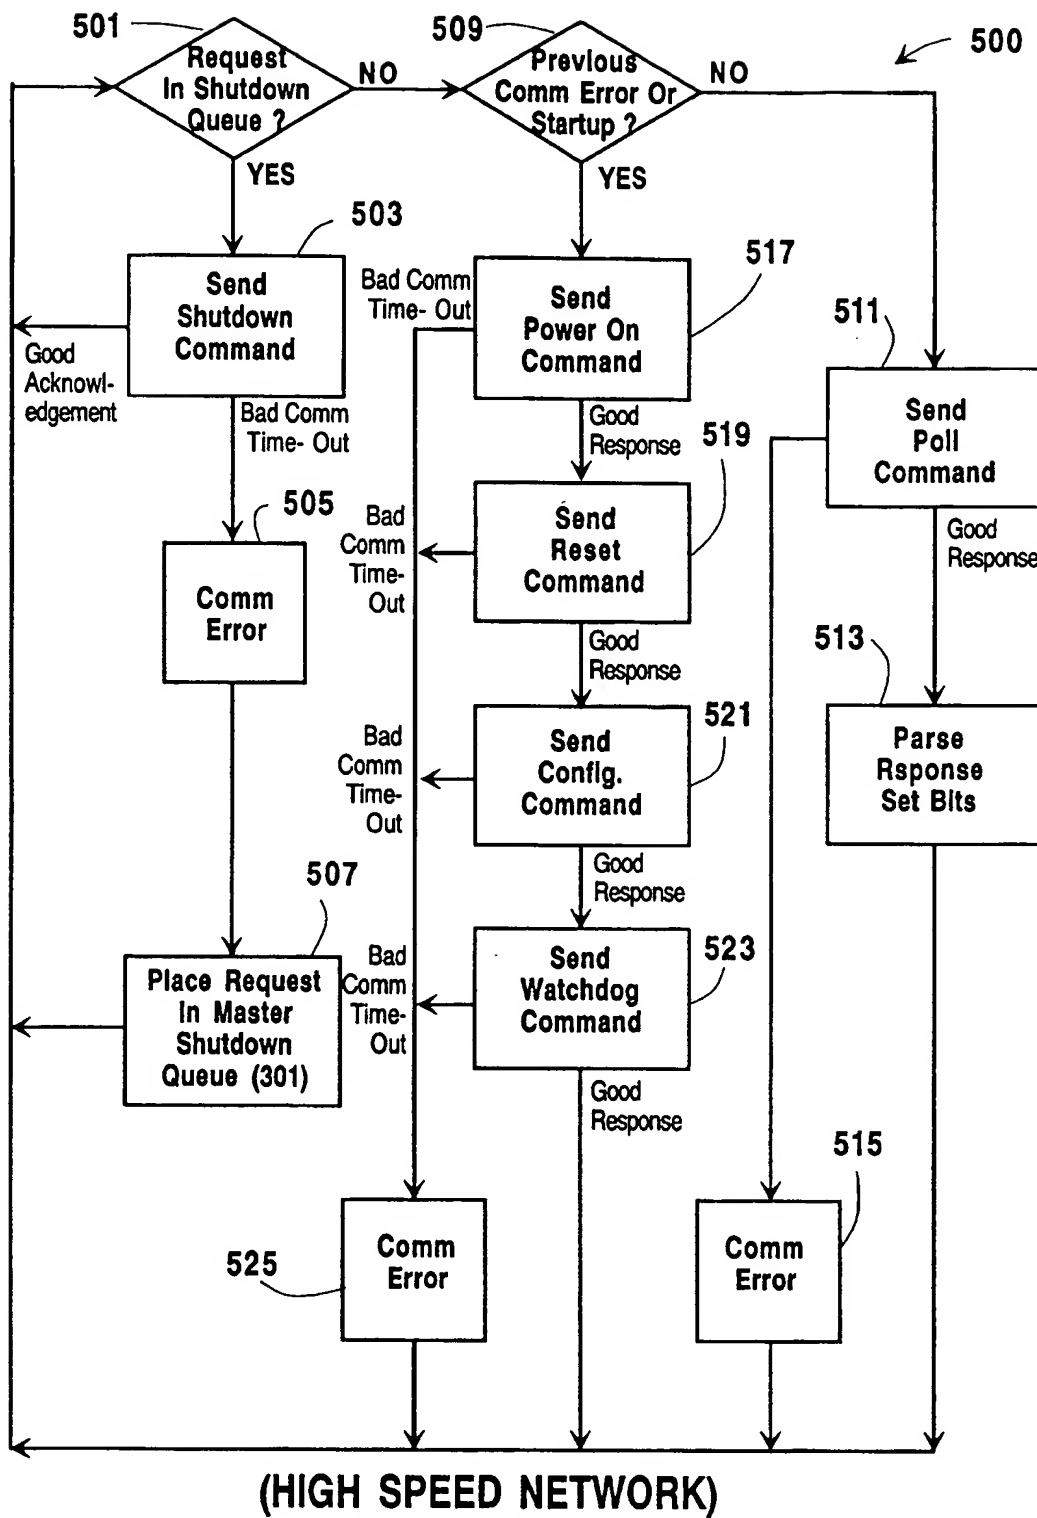 501
Request
In Shutdown
Queue ?
NO
YES
509
Previous
Comm Error Or
Startup ?
NO
YES
500
503
Send
Shutdown
Command
Good
Acknowl-
edgement
Bad Comm
Time- Out
505
Comm
Error
507
Place Request
In Master
Shutdown
Queue (301)
Bad Comm
Time- Out
517
Send
Power On
Command
Good
Response
519
Send
Reset
Command
Bad
Comm
Time-
Out
Good
Response
521
Send
Config.
Command
Bad
Comm
Time-
Out
Good
Response
523
Send
Watchdog
Command
Bad
Comm
Time-
Out
Good
Response
525
Comm
Error
511
Send
Poll
Command
Good
Response
513
Parse
Rsponse
Set Bits
515
Comm
Error
(HIGH SPEED NETWORK)